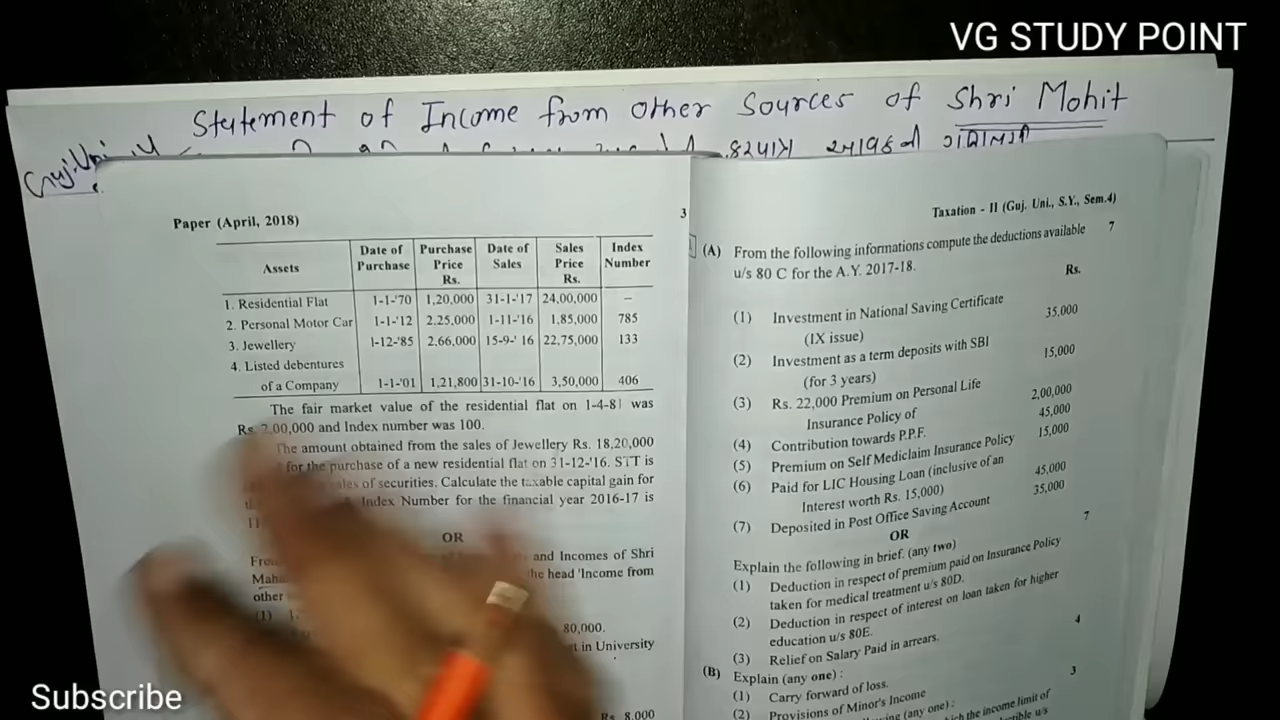 VG STUDY POINT
Statement of Income from Other Sources of Shri Mohit
Guj.Uni.
Paper (April, 2018)
3
Assets Date of Purchase Purchase Price Rs. Date of Sales Sales Price Rs. Index Number
1. Residential Flat 1-1-'70 1,20,000 31-1-'17 24,00,000 –
2. Personal Motor Car 1-1-'12 2,25,000 1-11-'16 1,85,000 785
3. Jewellery 1-12-'85 2,66,000 15-9-' 16 22,75,000 133
4. Listed debentures
of a Company 1-1-'01 1,21,800 31-10-'16 3,50,000 406
The fair market value of the residential flat on 1-4-81 was
Rs. 2,00,000 and Index number was 100.
The amount obtained from the sales of Jewellery Rs. 18,20,000
for the purchase of a new residential flat on 31-12-'16. STT is
sales of securities. Calculate the taxable capital gain for
Index Number for the financial year 2016-17 is
OR
and Incomes of Shri
the head 'Income from
other
(1)
80,000.
in University
Rs. 8,000
Taxation - II (Guj. Uni., S.Y., Sem.4)
(A) From the following informations compute the deductions available 7
u/s 80 C for the A.Y. 2017-18.
Rs.
(1) Investment in National Saving Certificate
(IX issue) 35,000
(2) Investment as a term deposits with SBI
(for 3 years) 15,000
(3) Rs. 22,000 Premium on Personal Life
Insurance Policy of 2,00,000
(4) Contribution towards P.P.F. 45,000
(5) Premium on Self Mediclaim Insurance Policy 15,000
(6) Paid for LIC Housing Loan (inclusive of an
Interest worth Rs. 15,000) 45,000
(7) Deposited in Post Office Saving Account 35,000
OR
Explain the following in brief. (any two) 7
(1) Deduction in respect of premium paid on Insurance Policy
taken for medical treatment u/s 80D.
(2) Deduction in respect of interest on loan taken for higher
education u/s 80E.
(3) Relief on Salary Paid in arrears.
(B) Explain (any one) : 4
(1) Carry forward of loss.
(2) Provisions of Minor's Income
3
following (any one) :
which the income limit of
u/s
Subscribe